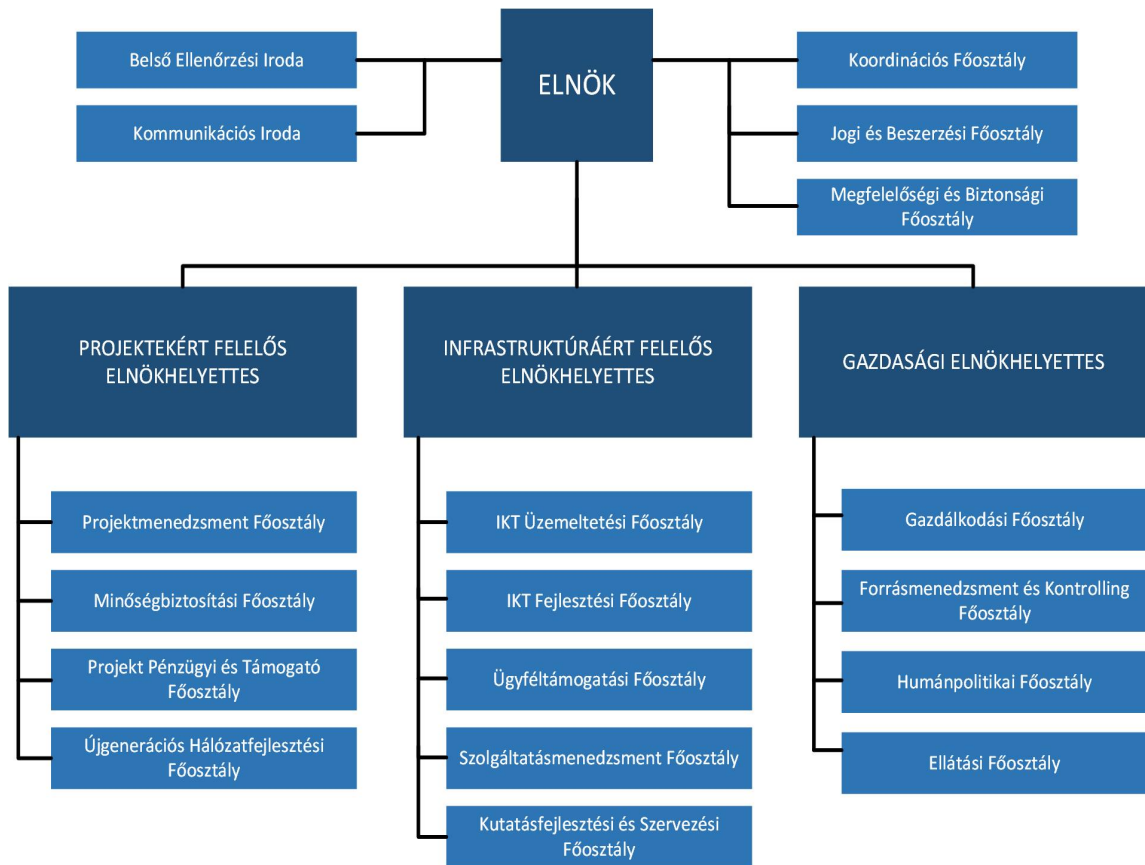 Belső Ellenőrzési Iroda
Kommunikációs Iroda
ELNÖK
Koordinációs Főosztály
Jogi és Beszerzési Főosztály
Megfelelőségi és Biztonsági
Főosztály
PROJEKTEKÉRT FELELŐS
ELNÖKHELYETTES
Projektmenedzsment Főosztály
Minőségbiztosítási Főosztály
Projekt Pénzügyi és Támogató
Főosztály
Újgenerációs Hálózatfejlesztési
Főosztály
INFRASTRUKTÚRÁÉRT FELELŐS
ELNÖKHELYETTES
IKT Üzemeltetési Főosztály
IKT Fejlesztési Főosztály
Ügyféltámogatási Főosztály
Szolgáltatásmenedzsment Főosztály
Kutatásfejlesztési és Szervezési
Főosztály
GAZDASÁGI ELNÖKHELYETTES
Gazdálkodási Főosztály
Forrásmenedzsment és Kontrolling
Főosztály
Humánpolitikai Főosztály
Ellátási Főosztály